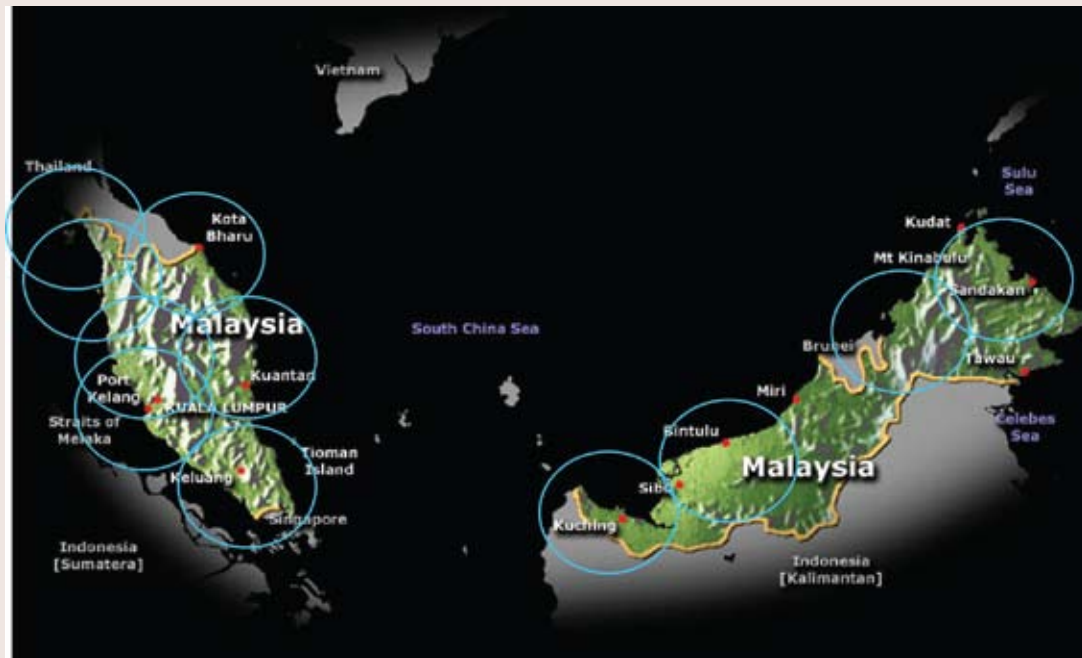 Vietnam
Thailand
Sulu
Sea
Kota
Bharu
Kudat
Mt Kinabulu
Sandakan
Malaysia
South China Sea
Brunei
Tawau
Kuantan
Port
Kelang
KUALA LUMPUR
Miri
Straits of
Melaka
Celebes
Sea
Bintulu
Tioman
Island
Malaysia
Keluang
Sibu
Singapore
Kuching
Indonesia
[Sumatera]
Indonesia
[Kalimantan]